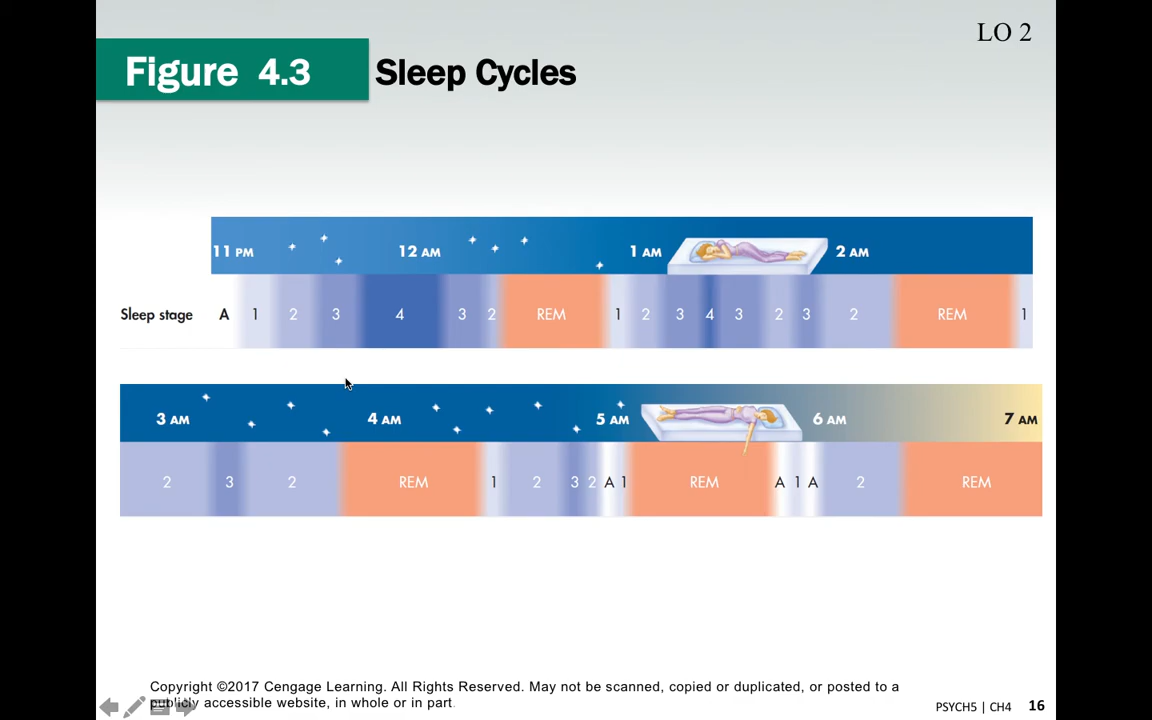 LO 2
Figure 4.3 Sleep Cycles
11 PM 12 AM 1 AM 2 AM
Sleep stage A 1 2 3 4 3 2 REM 1 2 3 4 3 2 3 2 REM 1
3 AM 4 AM 5 AM 6 AM 7 AM
2 3 2 REM 1 2 3 2 A 1 REM A 1 A 2 REM
Copyright ©2017 Cengage Learning. All Rights Reserved. May not be scanned, copied or duplicated, or posted to a
publicly accessible website, in whole or in part.
PSYCH5 | CH4 16